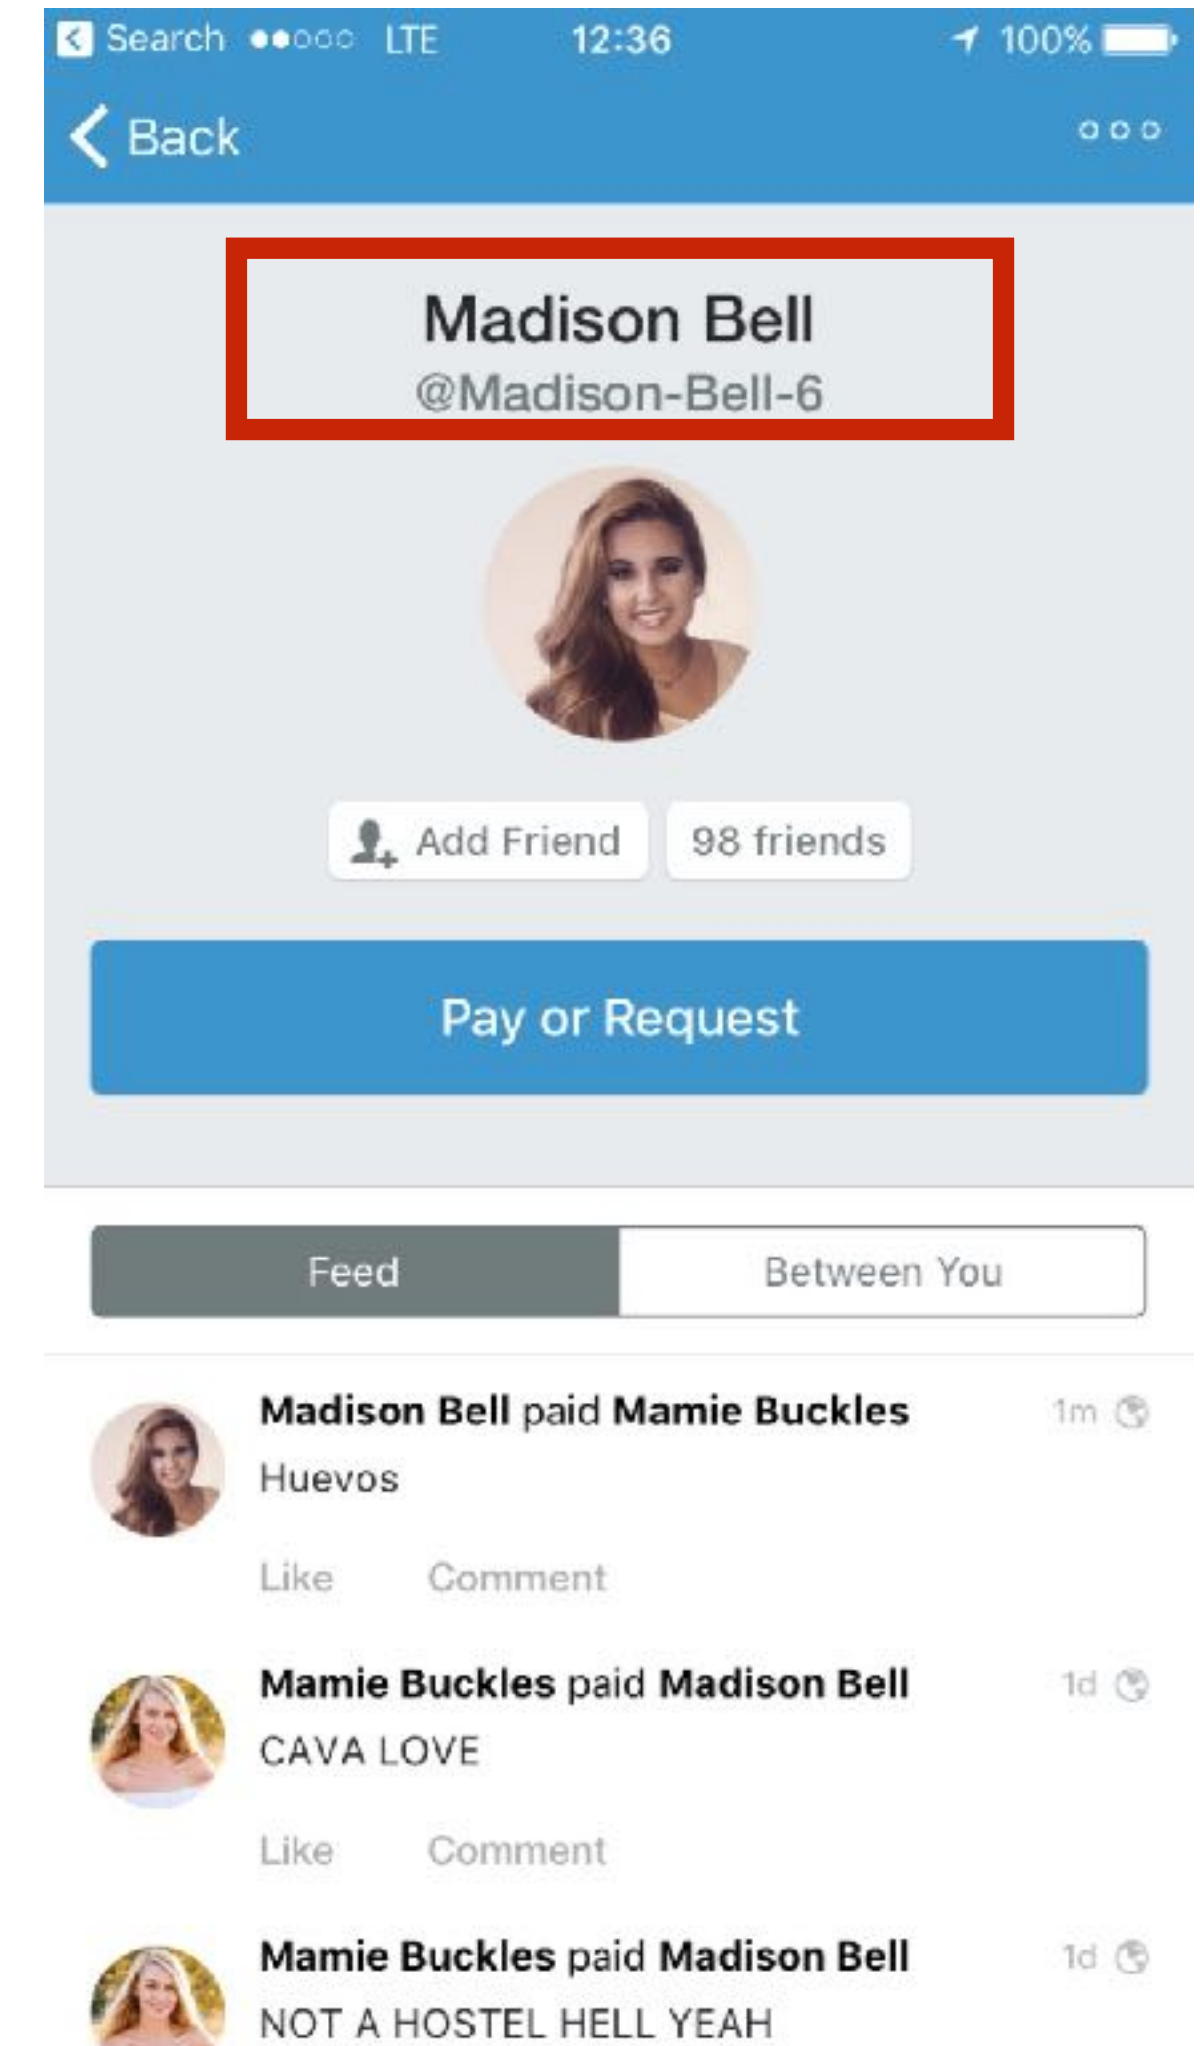 Search LTE 12:36 100%
Back
Madison Bell
@Madison-Bell-6
Add Friend 98 friends
Pay or Request
Feed Between You
Madison Bell paid Mamie Buckles 1m
Huevos
Like Comment
Mamie Buckles paid Madison Bell 1d
CAVA LOVE
Like Comment
Mamie Buckles paid Madison Bell 1d
NOT A HOSTEL HELL YEAH